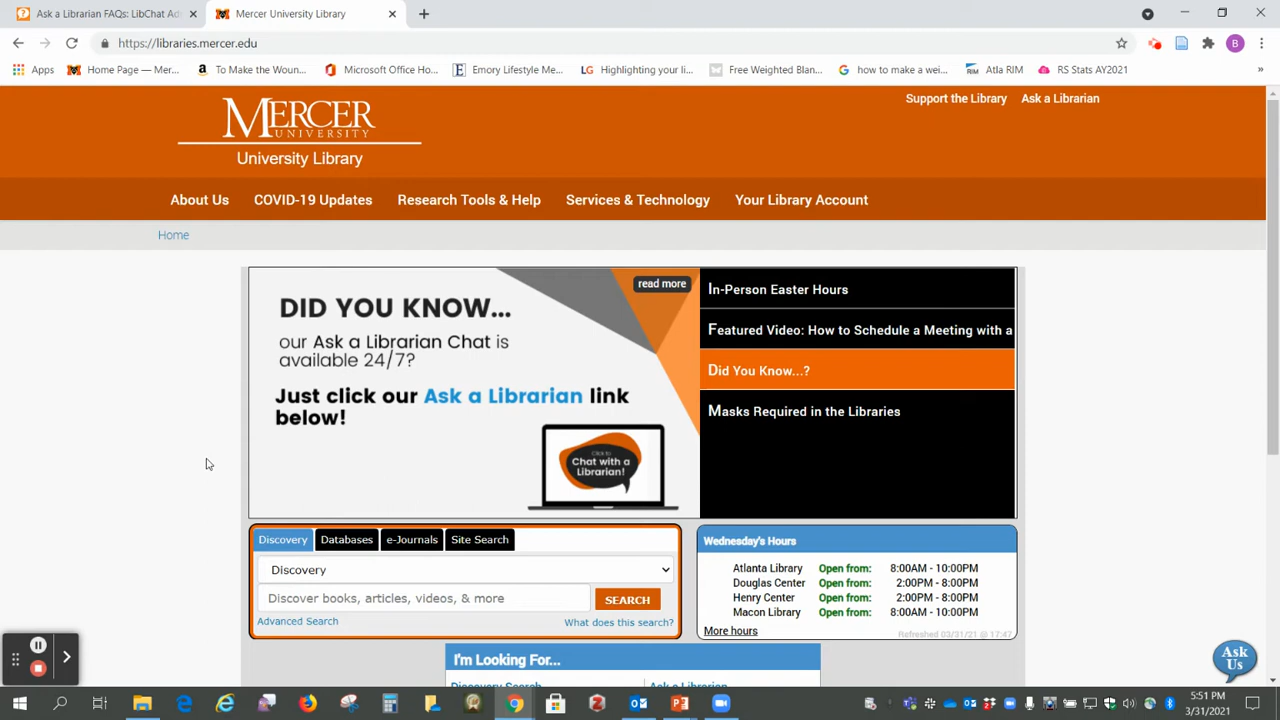 Ask a Librarian FAQs: LibChat Ad
Mercer University Library
https://libraries.mercer.edu
B
Apps
Home Page — Mer...
To Make the Woun...
Microsoft Office Ho...
Emory Lifestyle Me...
LG
Highlighting your li...
Free Weighted Blan...
how to make a wei...
RIM
Atla RIM
RS Stats AY2021
»
Support the Library
Ask a Librarian
MERCER
UNIVERSITY
University Library
About Us
COVID-19 Updates
Research Tools & Help
Services & Technology
Your Library Account
Home
read more
DID YOU KNOW...
our Ask a Librarian Chat is
available 24/7?
Just click our Ask a Librarian link
below!
Click to
Chat with a
Librarian!
In-Person Easter Hours
Featured Video: How to Schedule a Meeting with a
Did You Know...?
Masks Required in the Libraries
Discovery
Databases
e-Journals
Site Search
Discovery
Discover books, articles, videos, & more
SEARCH
Advanced Search
What does this search?
Wednesday's Hours
Atlanta Library Open from: 8:00AM - 10:00PM
Douglas Center Open from: 2:00PM - 8:00PM
Henry Center Open from: 2:00PM - 8:00PM
Macon Library Open from: 8:00AM - 10:00PM
More hours
Refreshed 03/31/21 @ 17:47
I'm Looking For...
Discovery Search
Ask a Librarian
Ask
Us
5:51 PM
3/31/2021